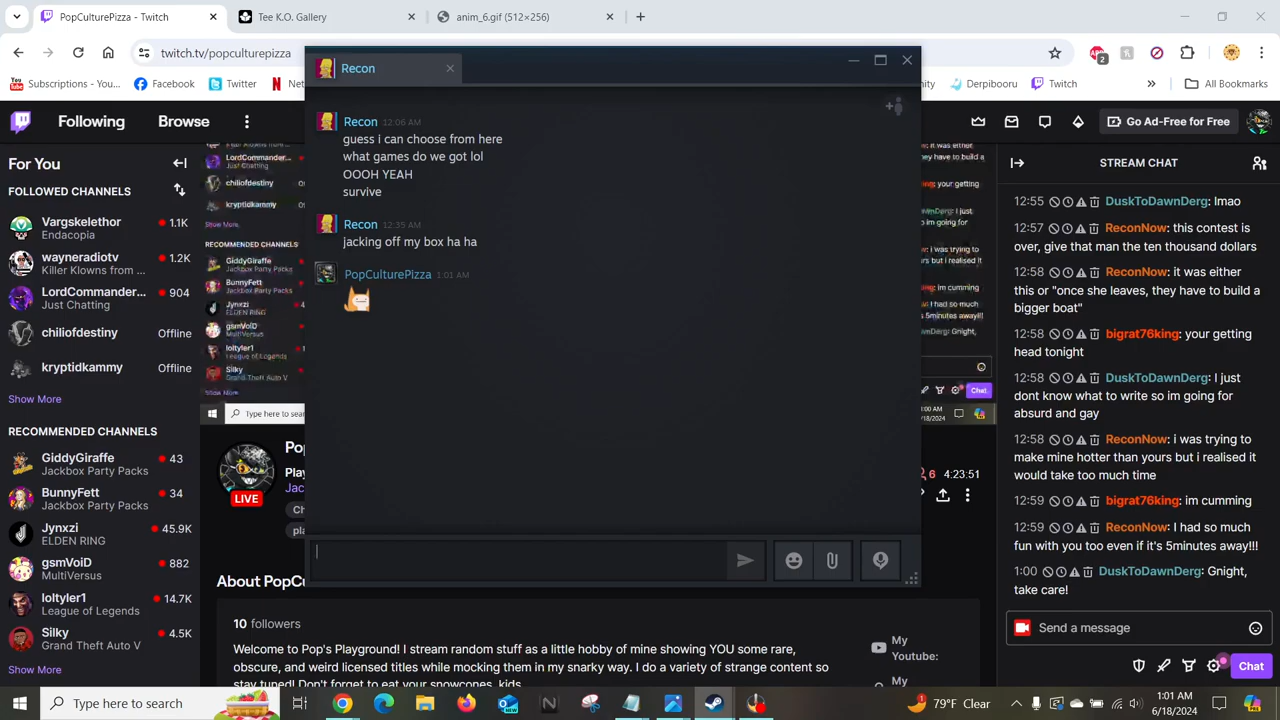 PopCulturePizza - Twitch
Tee K.O. Gallery
anim_6.gif (512×256)
twitch.tv/popculturepizza
2
Subscriptions - You...
Facebook
Twitter
Net
Derpibooru
Twitch
All Bookmarks
Following
Browse
Go Ad-Free for Free
For You
FOLLOWED CHANNELS
Vargskelethor
1.1K
Endacopia
wayneradiotv
1.2K
Killer Klowns from ...
LordCommander...
904
Just Chatting
chiliofdestiny
Offline
kryptidkammy
Offline
Show More
RECOMMENDED CHANNELS
GiddyGiraffe
43
Jackbox Party Packs
BunnyFett
34
Jackbox Party Packs
Jynxzi
45.9K
ELDEN RING
gsmVoiD
882
MultiVersus
loltyler1
14.7K
League of Legends
Silky
4.5K
Grand Theft Auto V
Show More
LordCommander...
Just Chatting
chiliofdestiny
kryptidkammy
Show More
RECOMMENDED CHANNELS
GiddyGiraffe
Jackbox Party Packs
BunnyFett
Jackbox Party Packs
Jynxzi
ELDEN RING
gsmVoiD
MultiVersus
loltyler1
League of Legends
Silky
Grand Theft Auto V
Show More
Type here to sear
LIVE
Recon
Recon 12:06 AM
guess i can choose from here
what games do we got lol
OOOH YEAH
survive
Recon 12:35 AM
jacking off my box ha ha
PopCulturePizza 1:01 AM
Chat
6/18/2024
6 4:23:51
About PopCu
10 followers
Welcome to Pop's Playground! I stream random stuff as a little hobby of mine showing YOU some rare,
obscure, and weird licensed titles while mocking them in my snarky way. I do a variety of strange content so
stay tuned! Don't forget to eat your snowcones, kids.
My
Youtube:
My
STREAM CHAT
12:55 DuskToDawnDerg: lmao
12:57 ReconNow: this contest is
over, give that man the ten thousand
dollars
12:58 ReconNow: it was either
this or "once she leaves, they have to build a
bigger boat"
12:58 bigrat76king: your getting
head tonight
12:58 DuskToDawnDerg: I just
dont know what to write so im going for
absurd and gay
12:58 ReconNow: i was trying to
make mine hotter than yours but i realised it
would take too much time
12:59 bigrat76king: im cumming
12:59 ReconNow: I had so much
fun with you too even if it's 5minutes away!!!
1:00 DuskToDawnDerg: Gnight,
take care!
Send a message
Chat
Type here to search
79°F Clear
1:01 AM
6/18/2024